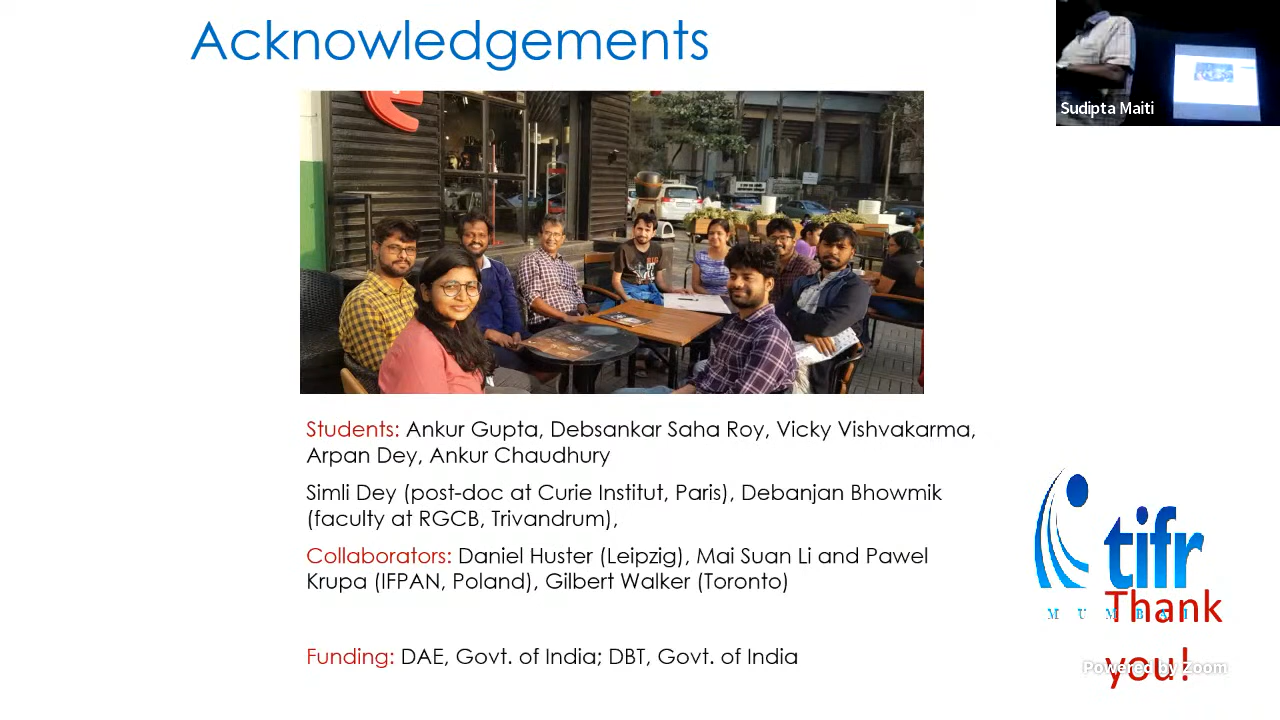 Acknowledgements
Sudipta Maiti
e
Students: Ankur Gupta, Debsankar Saha Roy, Vicky Vishvakarma,
Arpan Dey, Ankur Chaudhury
Simli Dey (post-doc at Curie Institut, Paris), Debanjan Bhowmik
(faculty at RGCB, Trivandrum),
Collaborators: Daniel Huster (Leipzig), Mai Suan Li and Pawel
Krupa (IFPAN, Poland), Gilbert Walker (Toronto)
Funding: DAE, Govt. of India; DBT, Govt. of India
tifr
MUMBAI
Thank
you!
Powered by Zoom